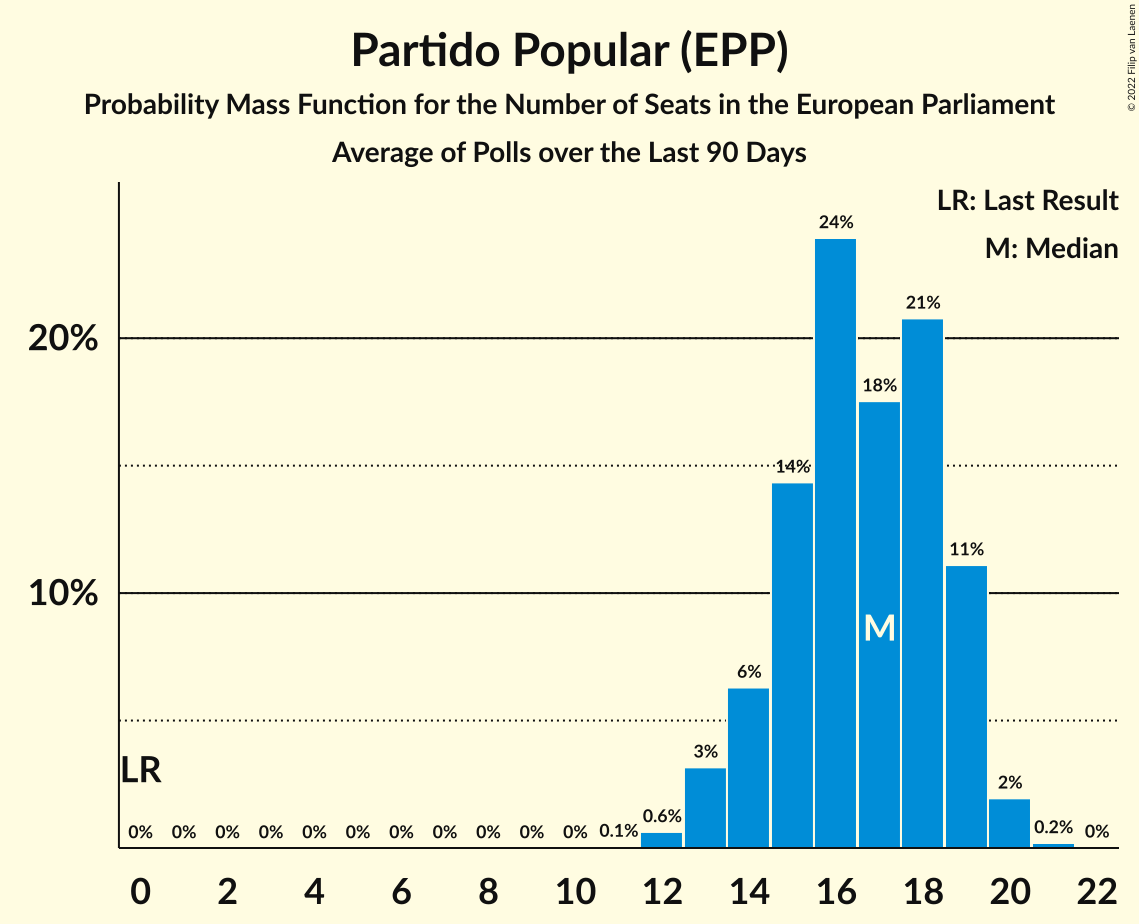 Partido Popular (EPP)
Probability Mass Function for the Number of Seats in the European Parliament
Average of Polls over the Last 90 Days
© 2022 Filip van Laenen
LR: Last Result
M: Median
24%
21%
20%
18%
14%
11%
10%
M
6%
3%
LR
2%
0% 0% 0% 0% 0% 0% 0% 0% 0% 0% 0% 0.1% 0.6% 0.2% 0%
0 2 4 6 8 10 12 14 16 18 20 22